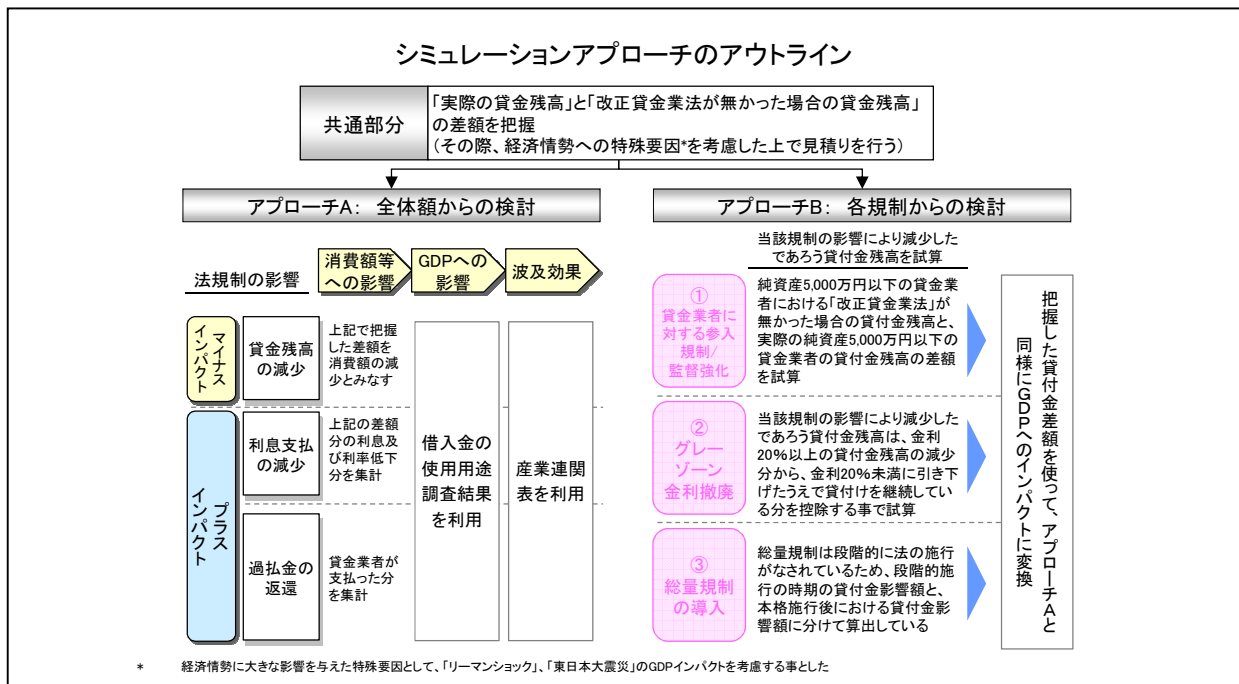 シミュレーションアプローチのアウトライン
共通部分
「実際の貸金残高」と「改正貸金業法が無かった場合の貸金残高」
の差額を把握
(その際、経済情勢への特殊要因*を考慮した上で見積りを行う)
アプローチA: 全体額からの検討
法規制の影響
消費額等
への影響
GDPへの
影響
波及効果
マイナス
インパクト
貸金残高
の減少
上記で把握
した差額を
消費額の減
少とみなす
プラス
インパクト
利息支払
の減少
上記の差額
分の利息及
び利率低下
分を集計
過払金の
返還
貸金業者が
支払った分
を集計
借入金の
使用用途
調査結果
を利用
産業連関
表を利用
アプローチB: 各規制からの検討
当該規制の影響により減少した
であろう貸付金残高を試算
①
貸金業者に
対する参入
規制/
監督強化
純資産5,000万円以下の貸金業
者における「改正貸金業法」が
無かった場合の貸付金残高と、
実際の純資産5,000万円以下の
貸金業者の貸付金残高の差額
を試算
②
グレー
ゾーン
金利撤廃
当該規制の影響により減少した
であろう貸付金残高は、金利
20%以上の貸付金残高の減少
分から、金利20%未満に引き下
げたうえで貸付けを継続している
分を控除する事で試算
③
総量規制
の導入
総量規制は段階的に法の施行
がなされているため、段階的施
行の時期の貸付金影響額と、
本格施行後における貸付金影
響額に分けて算出している
把握した貸付金差額を使って、アプローチAと
同様にGDPへのインパクトに変換
* 経済情勢に大きな影響を与えた特殊要因として、「リーマンショック」、「東日本大震災」のGDPインパクトを考慮する事とした